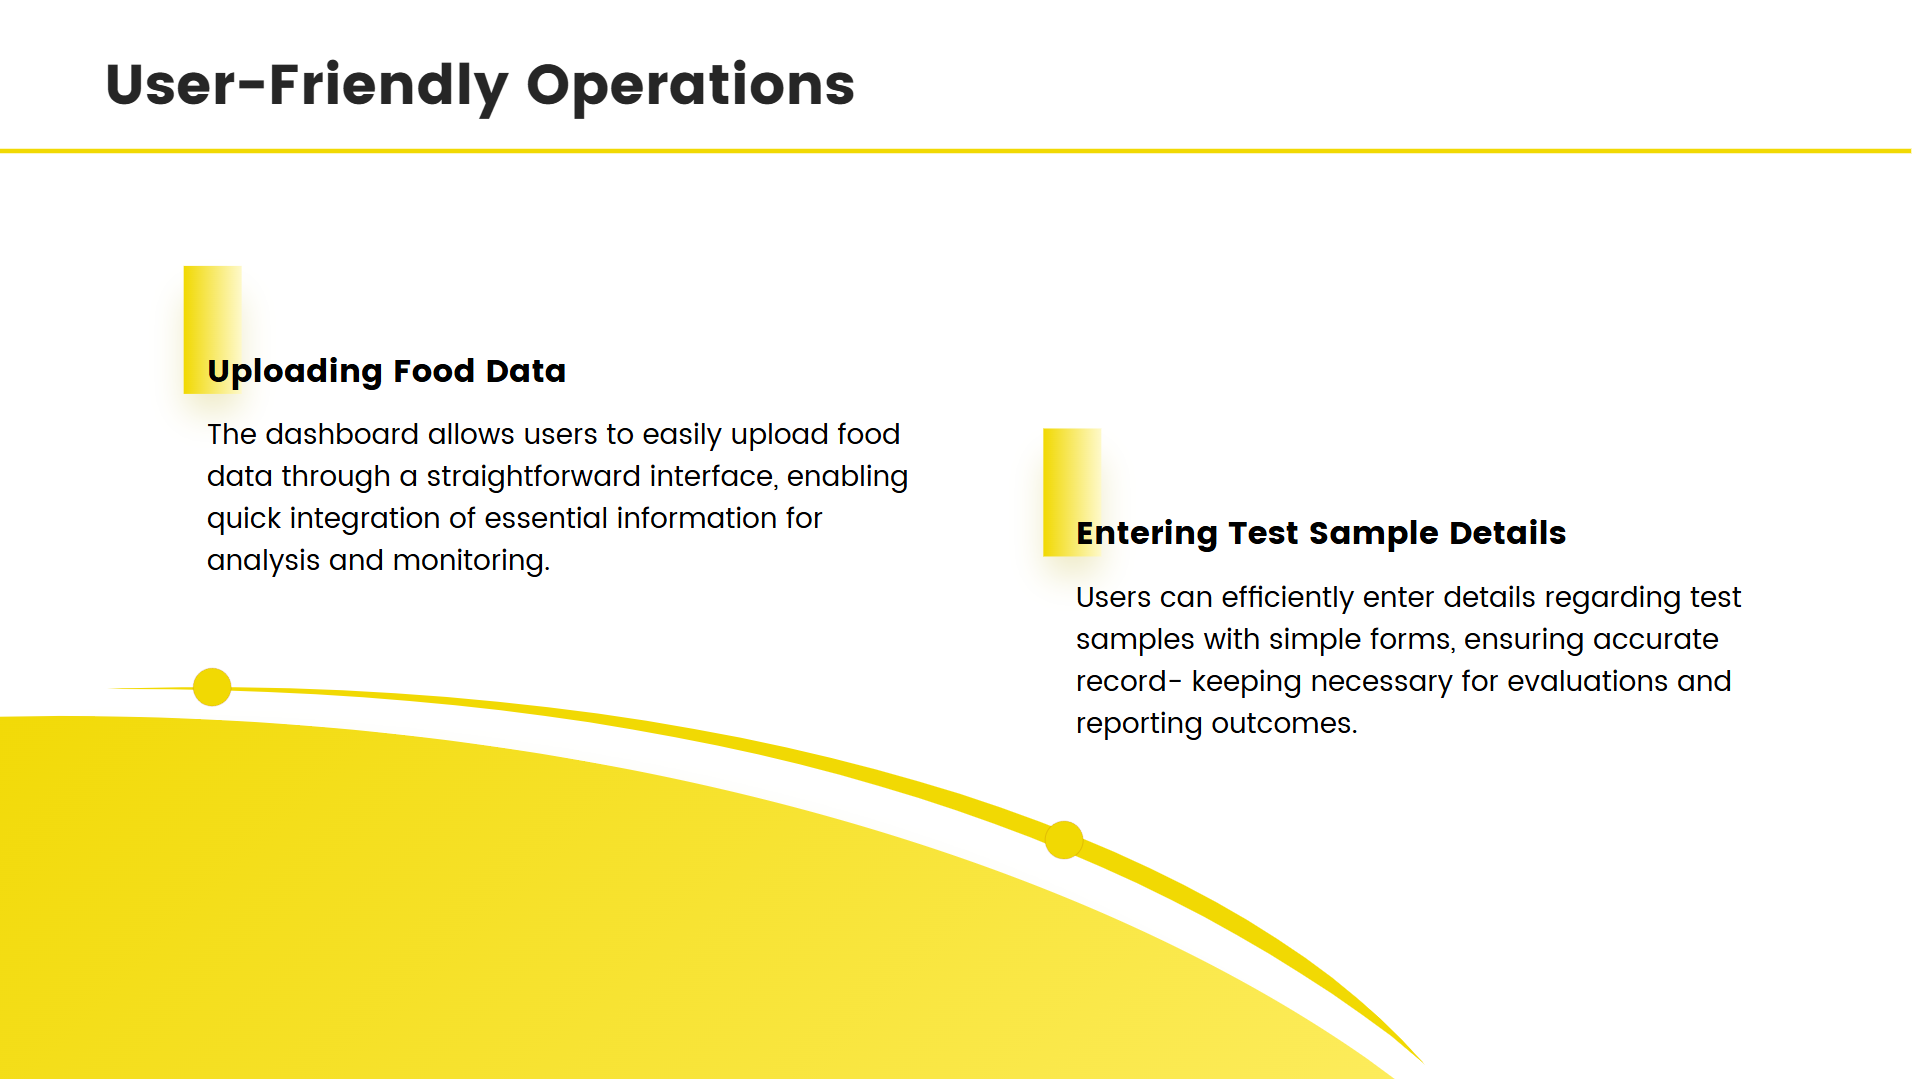 User-Friendly Operations
Uploading Food Data
The dashboard allows users to easily upload food
data through a straightforward interface, enabling
quick integration of essential information for
analysis and monitoring.
Entering Test Sample Details
Users can efficiently enter details regarding test
samples with simple forms, ensuring accurate
record- keeping necessary for evaluations and
reporting outcomes.